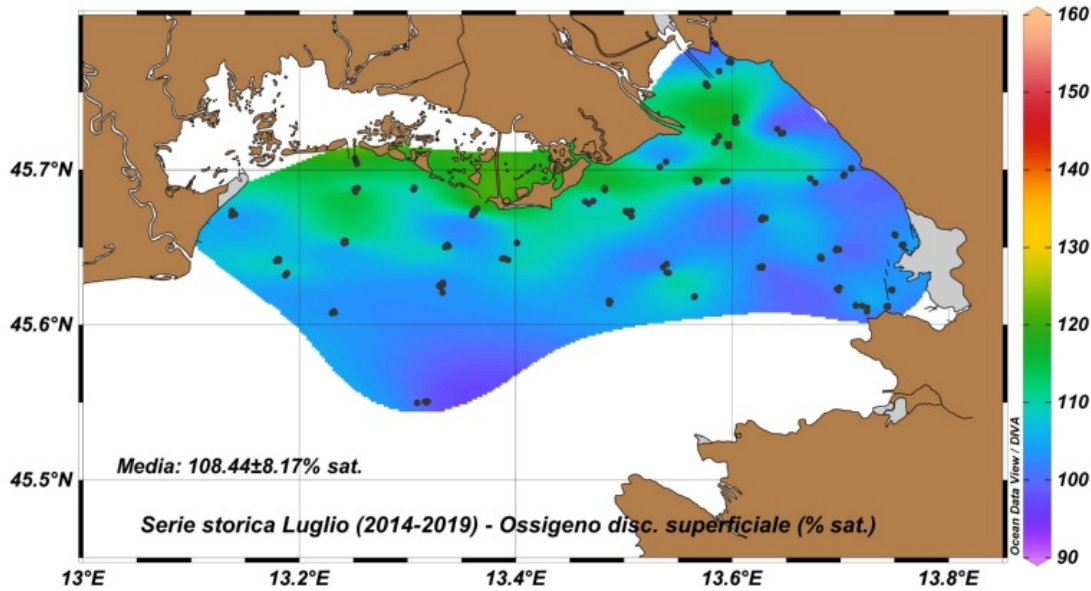 160
150
140
130
120
110
100
90
45.7°N
45.6°N
45.5°N
Media: 108.44±8.17% sat.
Serie storica Luglio (2014-2019) - Ossigeno disc. superficiale (% sat.)
Ocean Data View / DIVA
13°E
13.2°E
13.4°E
13.6°E
13.8°E